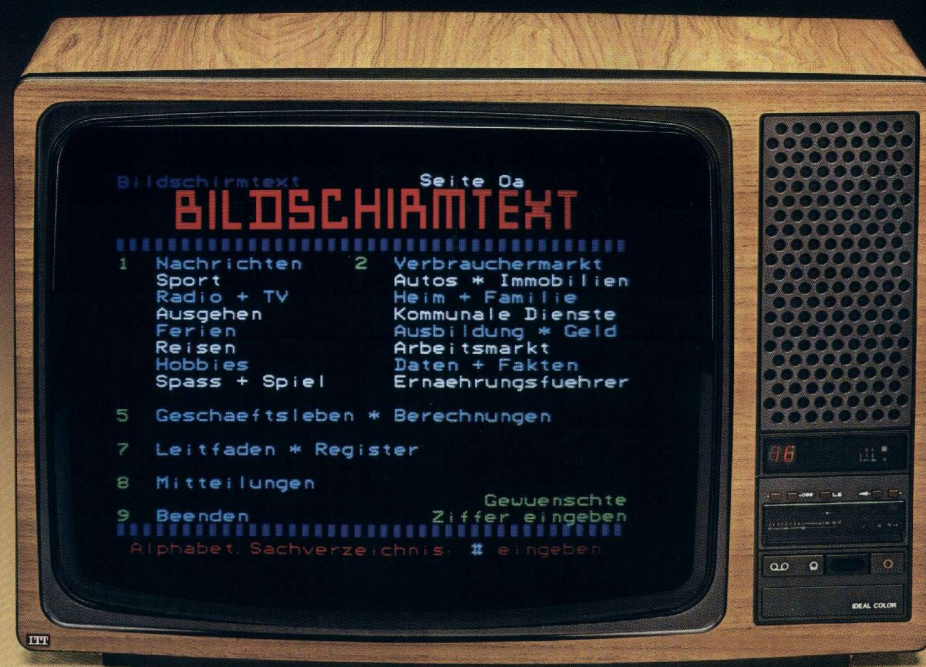 Bildschirmtext Seite 0a
BILDSCHIRMTEXT
1 Nachrichten 2 Verbrauchermarkt
Sport Autos * Immobilien
Radio + TV Heim + Familie
Ausgehen Kommunale Dienste
Ferien Ausbildung * Geld
Reisen Arbeitsmarkt
Hobbies Daten + Fakten
Spass + Spiel Ernaehrungsfuehrer
5 Geschaeftsleben * Berechnungen
7 Leitfaden * Register
8 Mitteilungen
Gewuenschte
9 Beenden Ziffer eingeben
Alphabet. Sachverzeichnis: # eingeben
16
IDEAL COLOR
ITT